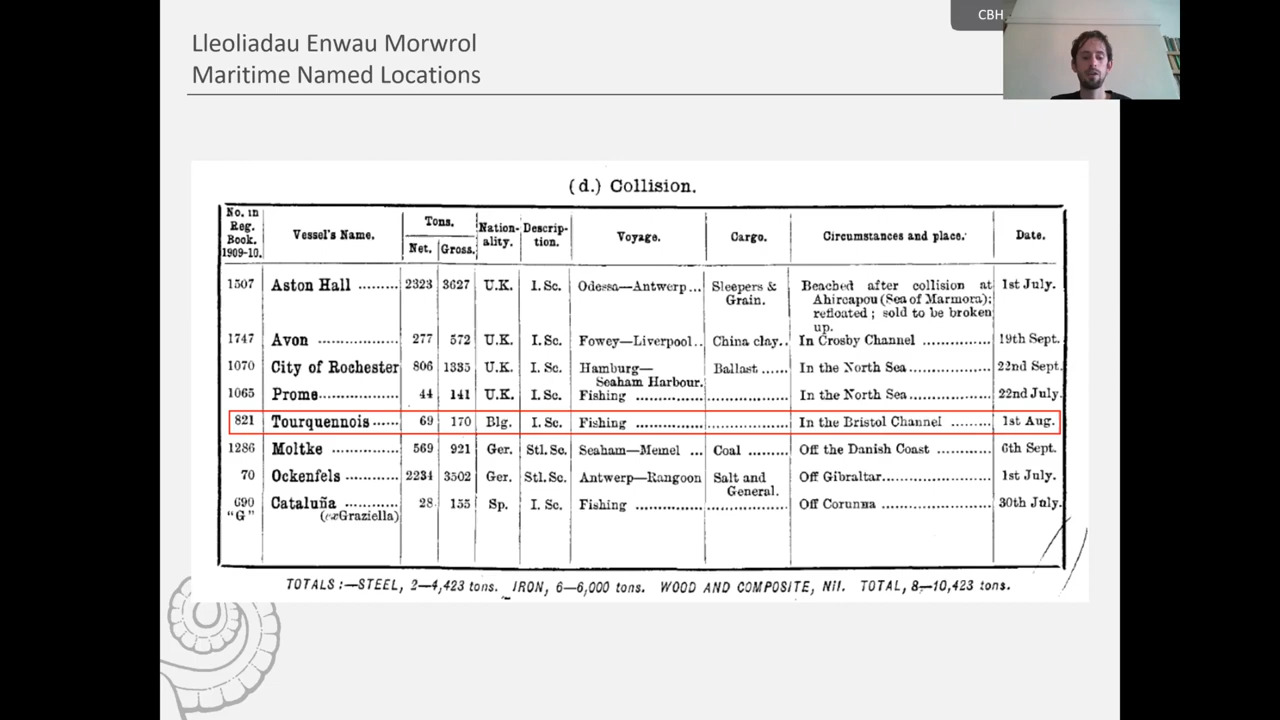 CBH
Lleoliadau Enwau Morwrol
Maritime Named Locations
(d.) Collision.
No. in Reg. Book. 1909-10. Vessel's Name. Tons. Net. Gross. Nation-ality. Descrip-tion. Voyage. Cargo. Circumstances and place. Date.
1507 Aston Hall ......... 2323 3627 U.K. I. Sc. Odessa—Antwerp... Sleepers & Grain. Beached after collision at Ahircapou (Sea of Marmora); refloated; sold to be broken up. 1st July.
1747 Avon .................. 277 572 U.K. I. Sc. Fowey—Liverpool.. China clay.. In Crosby Channel ............... 19th Sept.
1070 City of Rochester 806 1335 U.K. I. Sc. Hamburg—Seaham Harbour. Ballast ...... In the North Sea.................. 22nd Sept.
1065 Prome.................. 44 141 U.K. I. Sc. Fishing ..................... .................. In the North Sea.................. 22nd July.
821 Tourquennois ...... 69 170 Blg. I. Sc. Fishing ..................... .................. In the Bristol Channel ......... 1st Aug.
1286 Moltke ............... 569 921 Ger. Stl. Sc. Seaham—Memel ... Coal ......... Off the Danish Coast ............ 6th Sept.
70 Ockenfels ............ 2234 3502 Ger. Stl. Sc. Antwerp—Rangoon Salt and General. Off Gibraltar........................ 1st July.
690 "G" Cataluña ............ (ex Graziella) 28 155 Sp. I. Sc. Fishing ..................... .................. Off Corunna ........................ 30th July.
TOTALS:—STEEL, 2—4,423 tons. IRON, 6—6,000 tons. WOOD AND COMPOSITE, Nil. TOTAL, 8—10,423 tons.